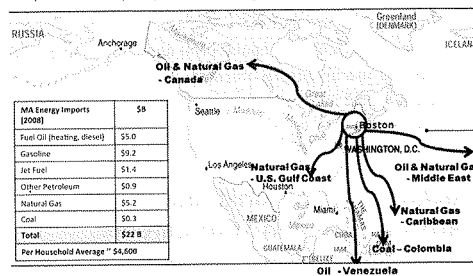 Greenland
(DENMARK)
RUSSIA
Anchorage
ICELAN
Oil & Natural Gas
- Canada
Seattle
Boston
WASHINGTON, D.C.
Los Angeles
Natural Gas
- U.S. Gulf Coast
Houston
Oil & Natural Ga
- Middle East
MEXICO
Miami
Natural Gas
- Caribbean
CUBA
GUATEMALA
Coal - Colombia
Oil - Venezuela
MA Energy Imports (2008) $B
Fuel Oil (heating, diesel) $5.0
Gasoline $9.2
Jet Fuel $1.4
Other Petroleum $0.9
Natural Gas $5.2
Coal $0.3
Total $22 B
Per Household Average ~ $4,600